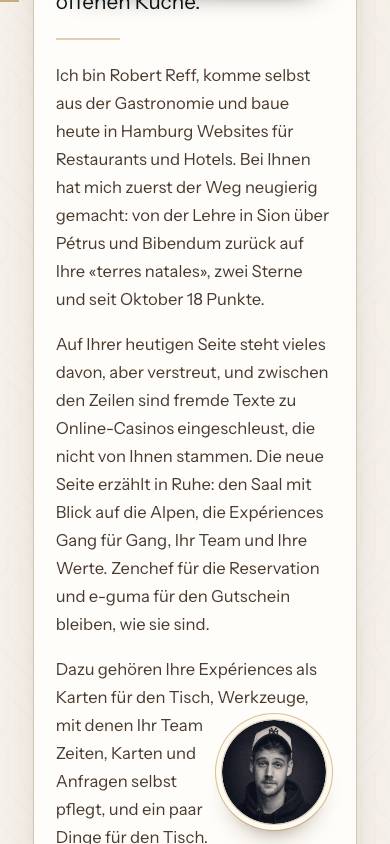 offenen Küche.
Ich bin Robert Reff, komme selbst
aus der Gastronomie und baue
heute in Hamburg Websites für
Restaurants und Hotels. Bei Ihnen
hat mich zuerst der Weg neugierig
gemacht: von der Lehre in Sion über
Pétrus und Bibendum zurück auf
Ihre «terres natales», zwei Sterne
und seit Oktober 18 Punkte.
Auf Ihrer heutigen Seite steht vieles
davon, aber verstreut, und zwischen
den Zeilen sind fremde Texte zu
Online-Casinos eingeschleust, die
nicht von Ihnen stammen. Die neue
Seite erzählt in Ruhe: den Saal mit
Blick auf die Alpen, die Expériences
Gang für Gang, Ihr Team und Ihre
Werte. Zenchef für die Reservation
und e-guma für den Gutschein
bleiben, wie sie sind.
Dazu gehören Ihre Expériences als
Karten für den Tisch, Werkzeuge,
mit denen Ihr Team
Zeiten, Karten und
Anfragen selbst
pflegt, und ein paar
Dinge für den Tisch.